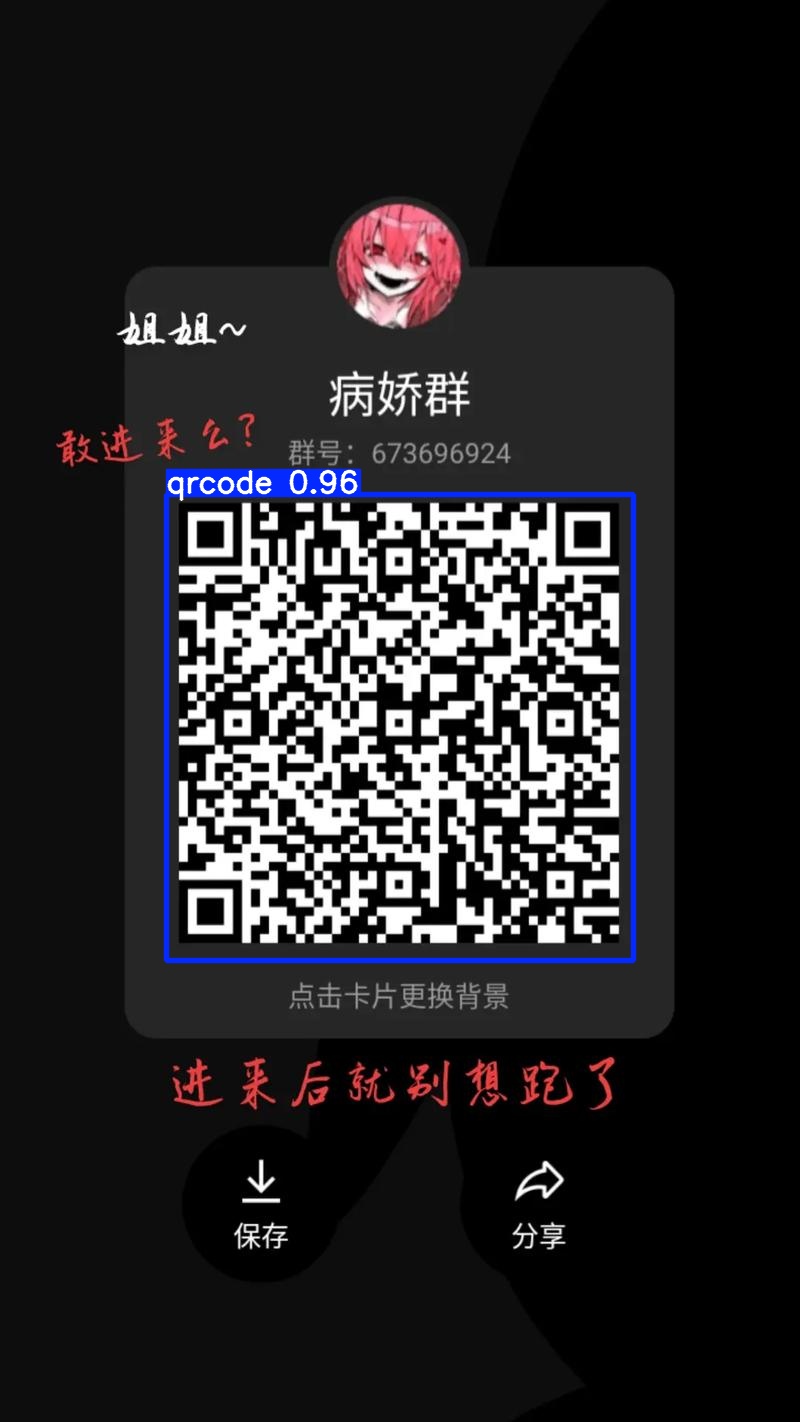 姐姐~
病娇群
敢进来么?
群号：673696924
qrcode 0.96
点击卡片更换背景
进来后就别想跑了
保存
分享